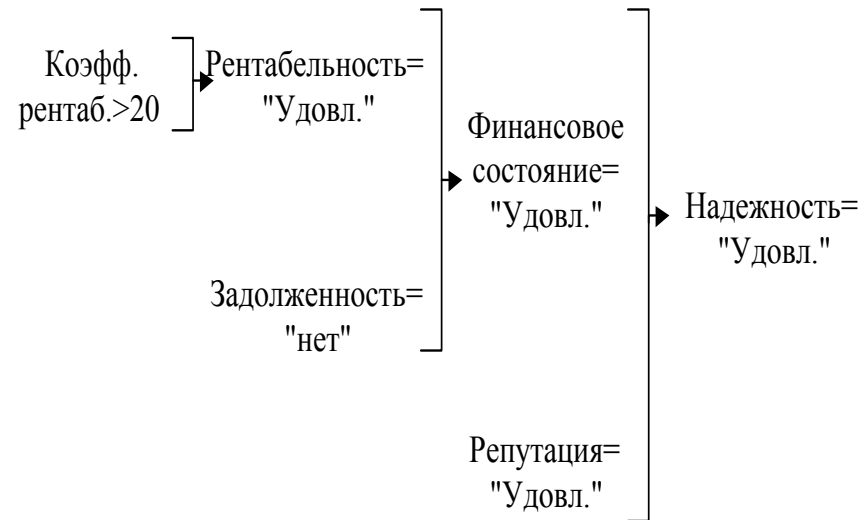 Коэфф.
рентаб.>20
Рентабельность=
"Удовл."
Задолженность=
"нет"
Финансовое
состояние=
"Удовл."
Репутация=
"Удовл."
Надежность=
"Удовл."